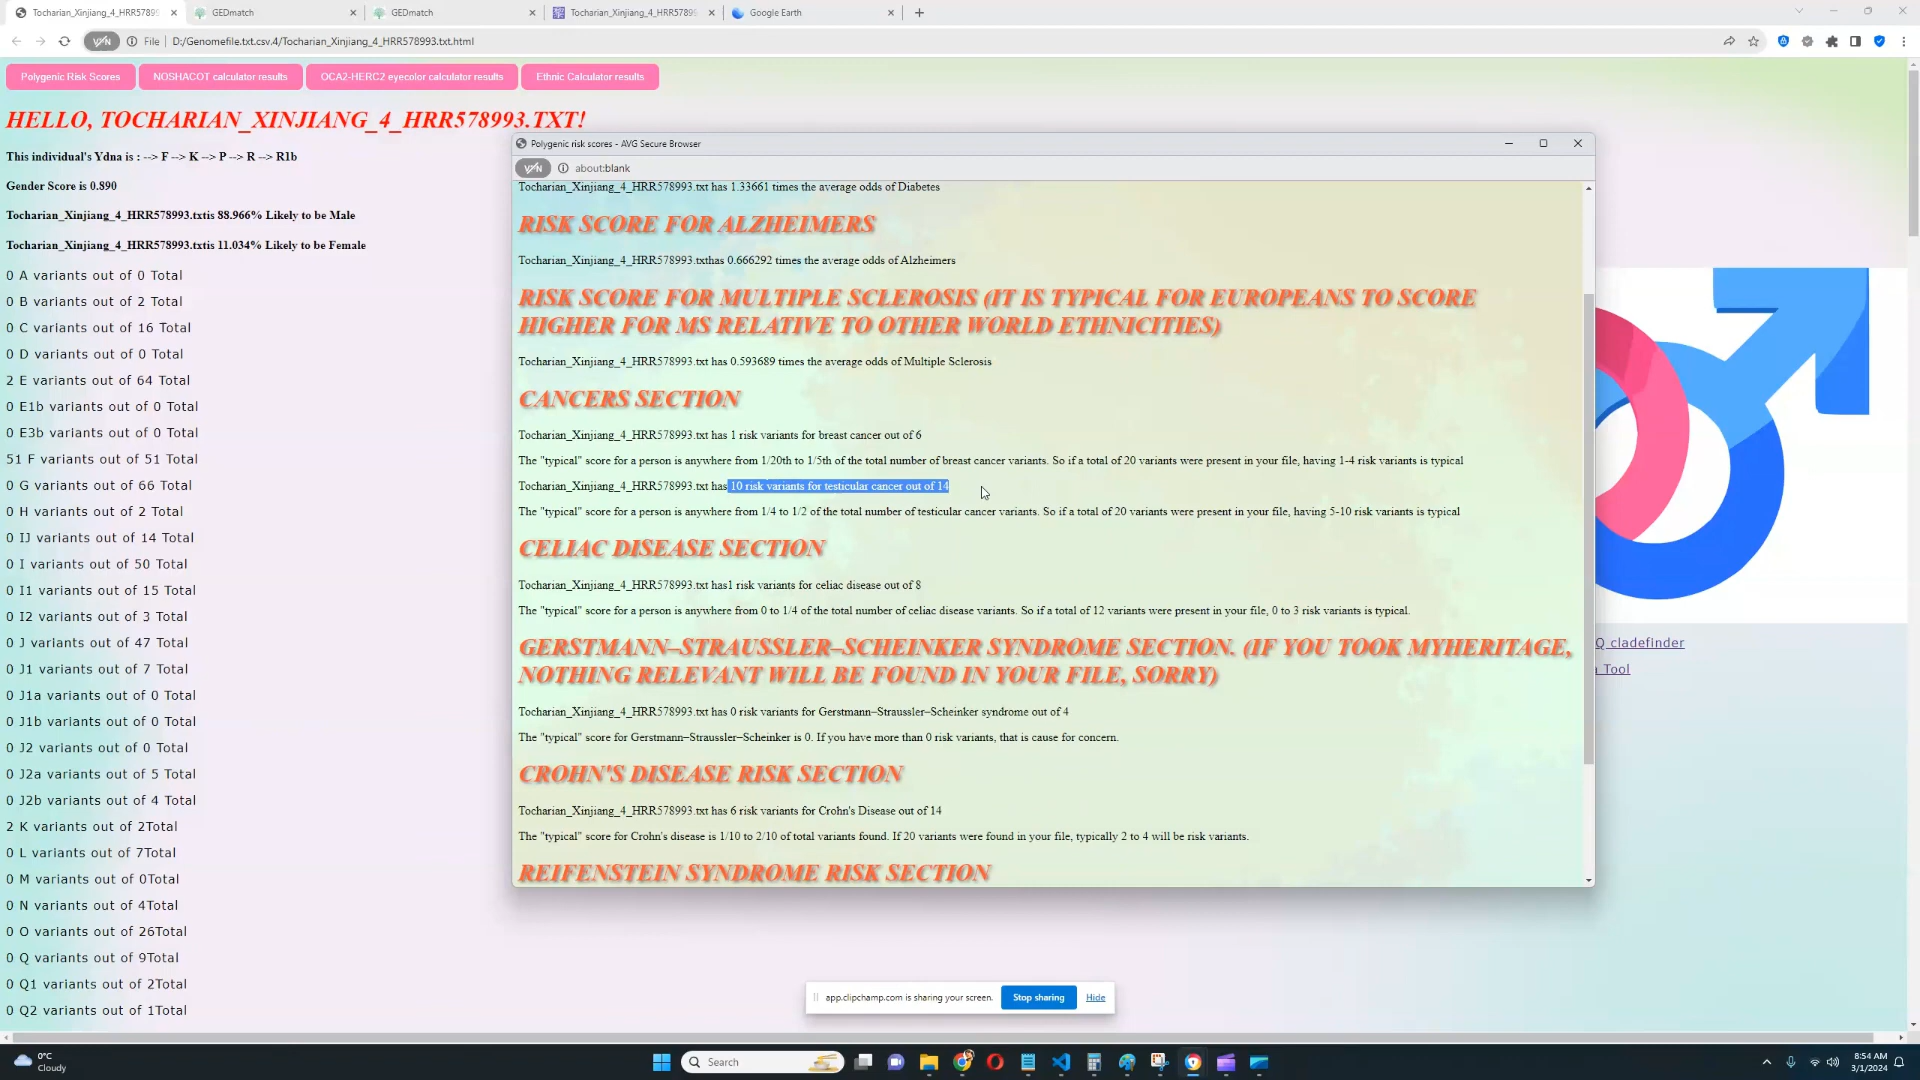 Tocharian_Xinjiang_4_HRR57899
GEDmatch
GEDmatch
Tocharian_Xinjiang_4_HRR57899
Google Earth
VPN
File
D:/Genomefile.txt.csv.4/Tocharian_Xinjiang_4_HRR578993.txt.html
Polygenic Risk Scores
NOSHACOT calculator results
OCA2-HERC2 eyecolor calculator results
Ethnic Calculator results
HELLO, TOCHARIAN_XINJIANG_4_HRR578993.TXT!
This individual's Ydna is : --> F --> K --> P --> R --> R1b
Gender Score is 0.890
Tocharian_Xinjiang_4_HRR578993.txtis 88.966% Likely to be Male
Tocharian_Xinjiang_4_HRR578993.txtis 11.034% Likely to be Female
0 A variants out of 0 Total
0 B variants out of 2 Total
0 C variants out of 16 Total
0 D variants out of 0 Total
2 E variants out of 64 Total
0 E1b variants out of 0 Total
0 E3b variants out of 0 Total
51 F variants out of 51 Total
0 G variants out of 66 Total
0 H variants out of 2 Total
0 IJ variants out of 14 Total
0 I variants out of 50 Total
0 I1 variants out of 15 Total
0 I2 variants out of 3 Total
0 J variants out of 47 Total
0 J1 variants out of 7 Total
0 J1a variants out of 0 Total
0 J1b variants out of 0 Total
0 J2 variants out of 0 Total
0 J2a variants out of 5 Total
0 J2b variants out of 4 Total
2 K variants out of 2Total
0 L variants out of 7Total
0 M variants out of 0Total
0 N variants out of 4Total
0 O variants out of 26Total
0 Q variants out of 9Total
0 Q1 variants out of 2Total
0 Q2 variants out of 1Total
Polygenic risk scores - AVG Secure Browser
VPN
about:blank
Tocharian_Xinjiang_4_HRR578993.txt has 1.33661 times the average odds of Diabetes
RISK SCORE FOR ALZHEIMERS
Tocharian_Xinjiang_4_HRR578993.txthas 0.666292 times the average odds of Alzheimers
RISK SCORE FOR MULTIPLE SCLEROSIS (IT IS TYPICAL FOR EUROPEANS TO SCORE
HIGHER FOR MS RELATIVE TO OTHER WORLD ETHNICITIES)
Tocharian_Xinjiang_4_HRR578993.txt has 0.593689 times the average odds of Multiple Sclerosis
CANCERS SECTION
Tocharian_Xinjiang_4_HRR578993.txt has 1 risk variants for breast cancer out of 6
The "typical" score for a person is anywhere from 1/20th to 1/5th of the total number of breast cancer variants. So if a total of 20 variants were present in your file, having 1-4 risk variants is typical
Tocharian_Xinjiang_4_HRR578993.txt has 10 risk variants for testicular cancer out of 14
The "typical" score for a person is anywhere from 1/4 to 1/2 of the total number of testicular cancer variants. So if a total of 20 variants were present in your file, having 5-10 risk variants is typical
CELIAC DISEASE SECTION
Tocharian_Xinjiang_4_HRR578993.txt has1 risk variants for celiac disease out of 8
The "typical" score for a person is anywhere from 0 to 1/4 of the total number of celiac disease variants. So if a total of 12 variants were present in your file, 0 to 3 risk variants is typical.
GERSTMANN–STRAUSSLER–SCHEINKER SYNDROME SECTION. (IF YOU TOOK MYHERITAGE,
NOTHING RELEVANT WILL BE FOUND IN YOUR FILE, SORRY)
Tocharian_Xinjiang_4_HRR578993.txt has 0 risk variants for Gerstmann–Straussler–Scheinker syndrome out of 4
The "typical" score for Gerstmann–Straussler–Scheinker is 0. If you have more than 0 risk variants, that is cause for concern.
CROHN'S DISEASE RISK SECTION
Tocharian_Xinjiang_4_HRR578993.txt has 6 risk variants for Crohn's Disease out of 14
The "typical" score for Crohn's disease is 1/10 to 2/10 of total variants found. If 20 variants were found in your file, typically 2 to 4 will be risk variants.
REIFENSTEIN SYNDROME RISK SECTION
Q cladefinder
Tool
app.clipchamp.com is sharing your screen.
Stop sharing
Hide
0°C
Cloudy
Search
8:54 AM
3/1/2024